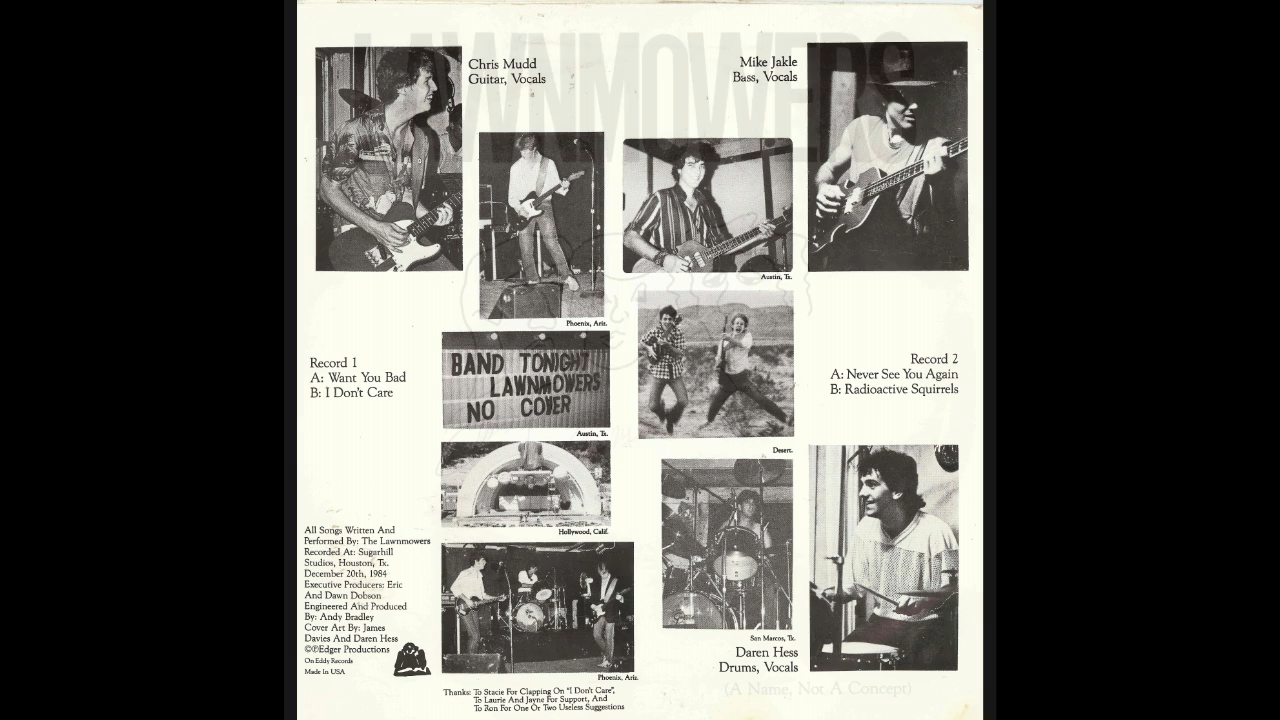 LAWNMOWERS
Chris Mudd
Guitar, Vocals
Mike Jakle
Bass, Vocals
Austin, Tx.
Phoenix, Ariz.
BAND TONIGHT
LAWNMOWERS
NO COVER
Austin, Tx.
Record 1
A: Want You Bad
B: I Don't Care
Record 2
A: Never See You Again
B: Radioactive Squirrels
Desert.
Hollywood, Calif.
All Songs Written And
Performed By: The Lawnmowers
Recorded At: Sugarhill
Studios, Houston, Tx.
December 20th, 1984
Executive Producers: Eric
And Dawn Dobson
Engineered And Produced
By: Andy Bradley
Cover Art By: James
Davies And Daren Hess
©℗Edger Productions
On Eddy Records
Made In USA
Phoenix, Ariz.
San Marcos, Tx.
Daren Hess
Drums, Vocals
Thanks: To Stacie For Clapping On "I Don't Care",
To Laurie And Jayne For Support, And
To Ron For One Or Two Useless Suggestions
(A Name, Not A Concept)